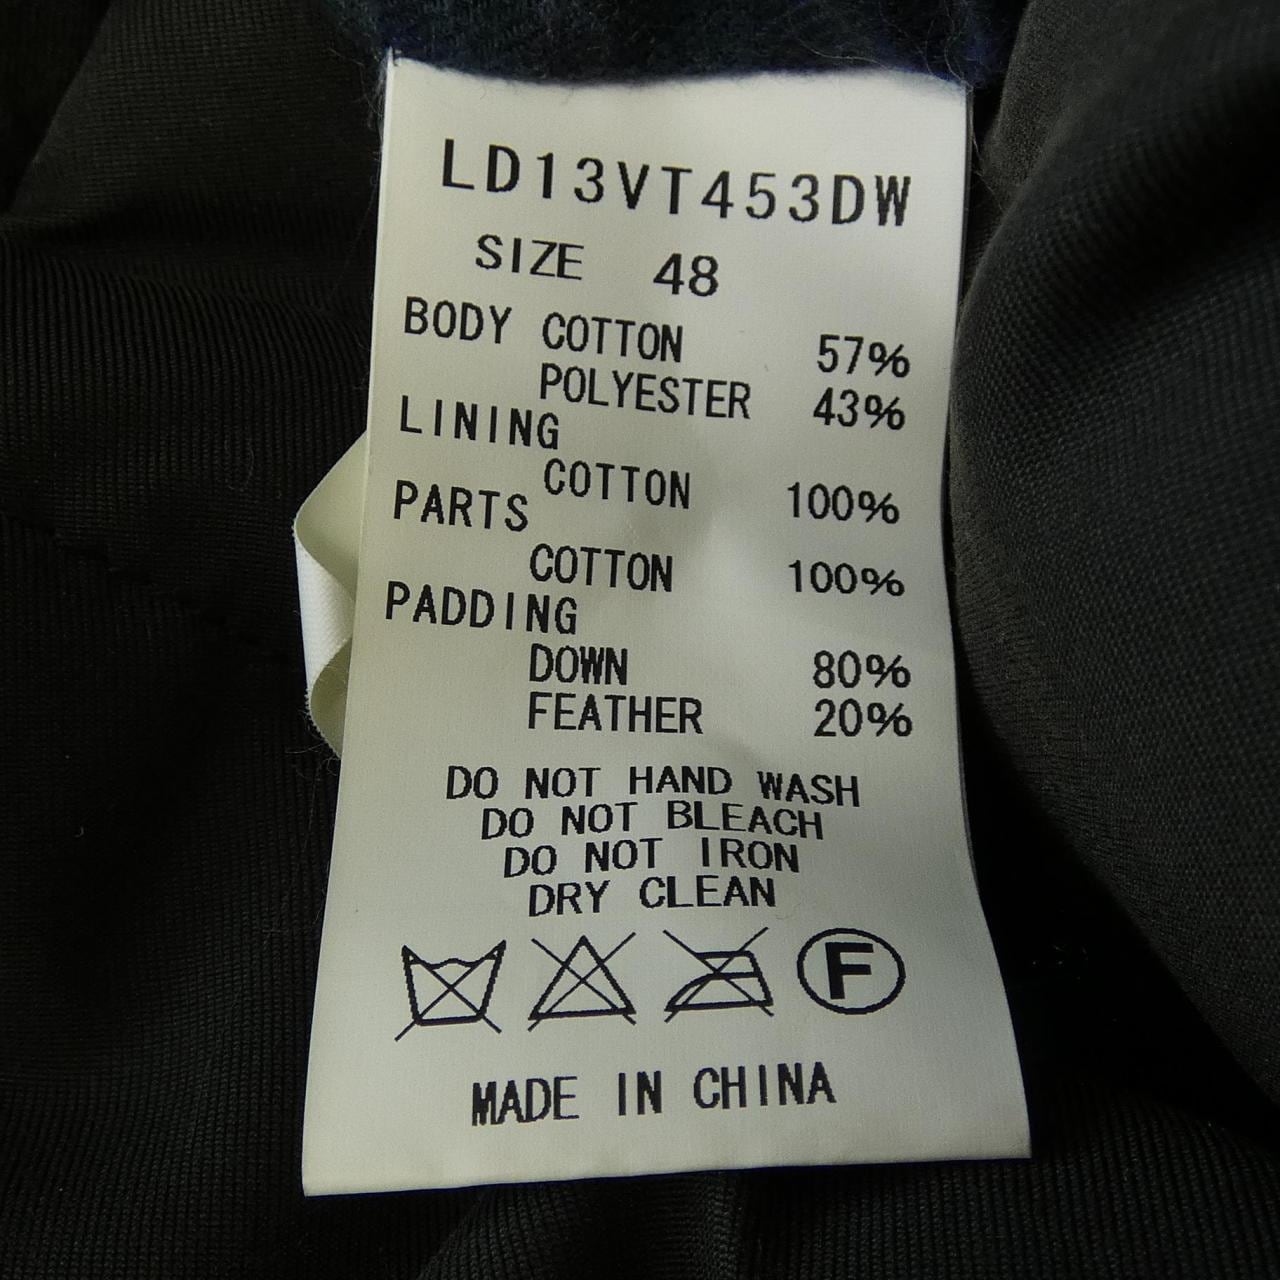 LD13VT453DW
SIZE 48
BODY COTTON 57%
POLYESTER 43%
LINING
COTTON 100%
PARTS
COTTON 100%
PADDING
DOWN 80%
FEATHER 20%
DO NOT HAND WASH
DO NOT BLEACH
DO NOT IRON
DRY CLEAN
F
MADE IN CHINA